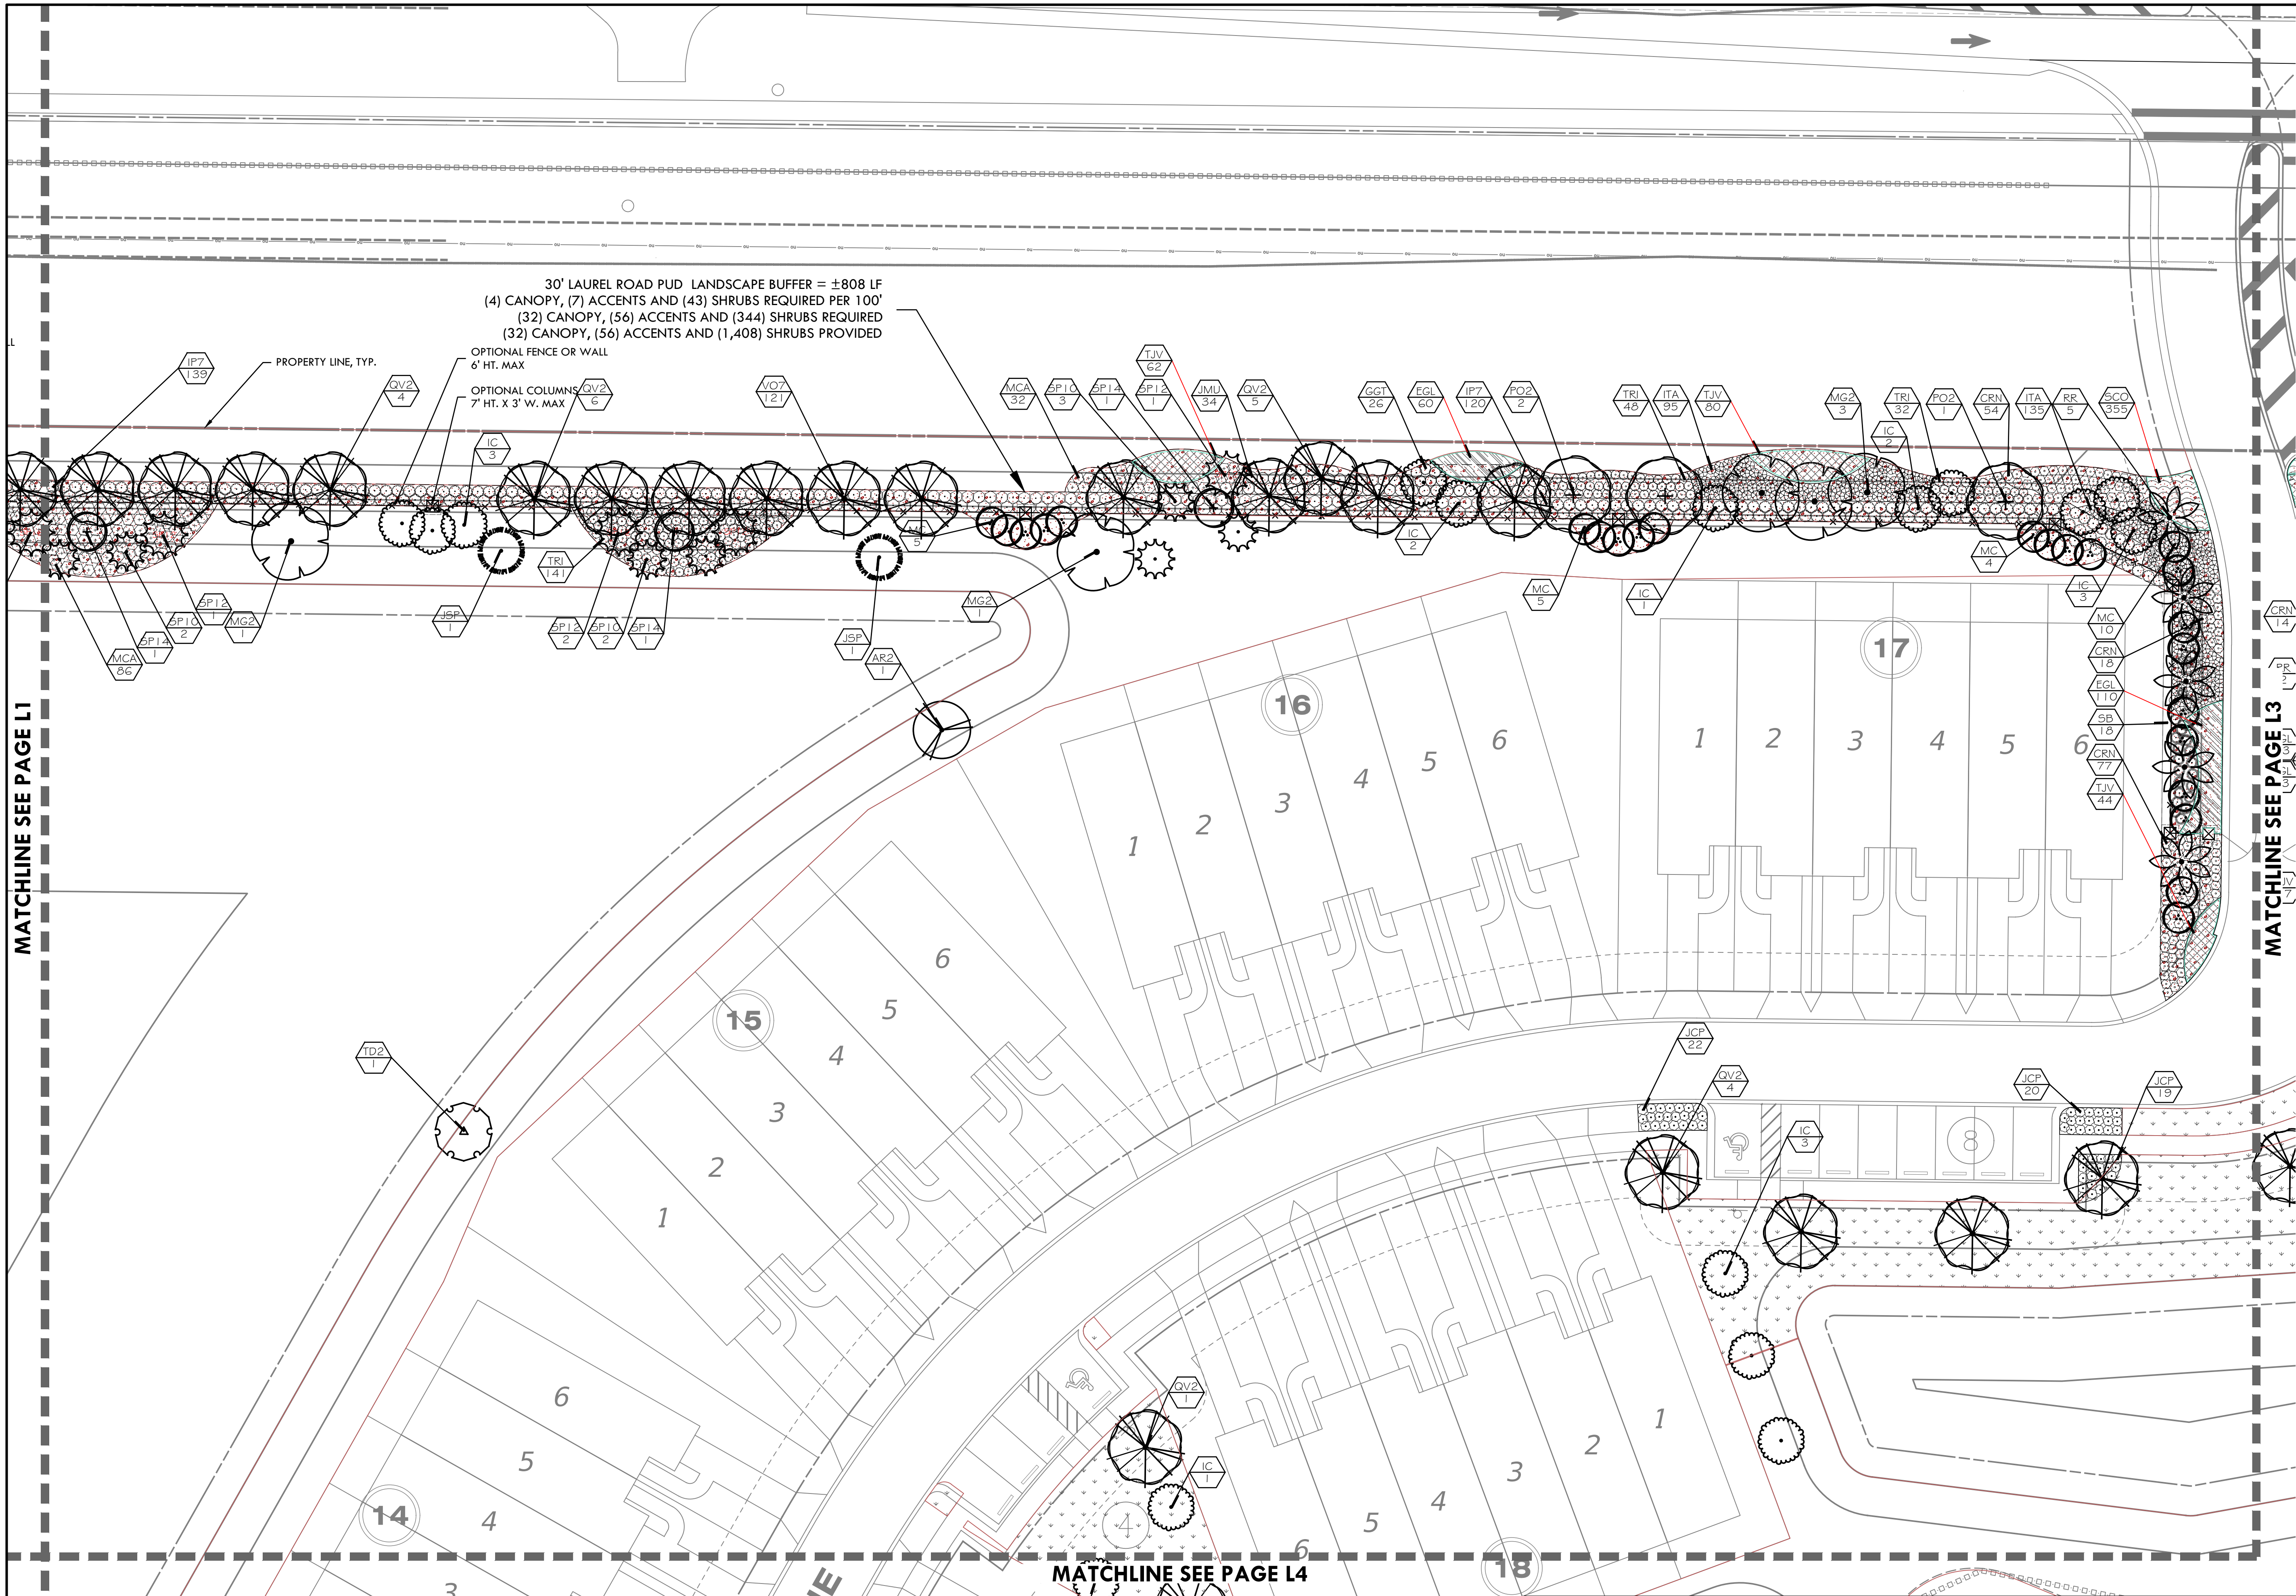 30' LAUREL ROAD PUD LANDSCAPE BUFFER = ±808 LF
(4) CANOPY, (7) ACCENTS AND (43) SHRUBS REQUIRED PER 100'
(32) CANOPY, (56) ACCENTS AND (344) SHRUBS REQUIRED
(32) CANOPY, (56) ACCENTS AND (1,408) SHRUBS PROVIDED
LL
PROPERTY LINE, TYP.
OPTIONAL FENCE OR WALL
6' HT. MAX
OPTIONAL COLUMNS
7' HT. X 3' W. MAX
IP7
139
QV2
4
QV2
6
VO7
121
MCA
32
SP10
3
SP14
1
TJV
62
SP12
1
JMU
34
QV2
5
GGT
26
EGL
60
IP7
120
PO2
2
TRI
48
ITA
95
TJV
80
MG2
3
TRI
32
PO2
1
CRN
54
ITA
135
RR
5
SCO
355
IC
3
IC
2
MC
5
IC
2
MC
4
TRI
141
MC
5
IC
1
IC
3
MCA
86
SP14
1
SP10
2
SP12
1
MG2
1
JSP
1
SP12
2
SP10
2
SP14
1
JSP
1
AR2
1
MG2
1
MC
10
CRN
18
EGL
110
SB
18
CRN
77
TJV
44
CRN
14
17
1
2
3
4
5
6
16
1
2
3
4
5
6
15
1
2
3
4
5
6
TD2
1
JCP
22
QV2
4
IC
3
8
JCP
20
JCP
19
QV2
1
IC
1
4
14
6
5
4
3
18
1
2
3
4
5
6
NE
MATCHLINE SEE PAGE L1
MATCHLINE SEE PAGE L3
MATCHLINE SEE PAGE L4